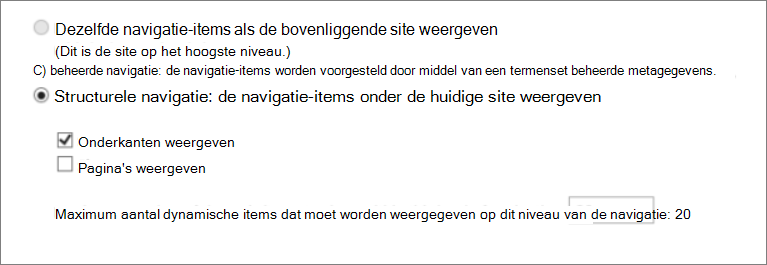 Dezelfde navigatie-items als de bovenliggende site weergeven
(Dit is de site op het hoogste niveau.)
C) beheerde navigatie: de navigatie-items worden voorgesteld door middel van een termenset beheerde metagegevens.
Structurele navigatie: de navigatie-items onder de huidige site weergeven
Onderkanten weergeven
Pagina's weergeven
Maximum aantal dynamische items dat moet worden weergegeven op dit niveau van de navigatie: 20